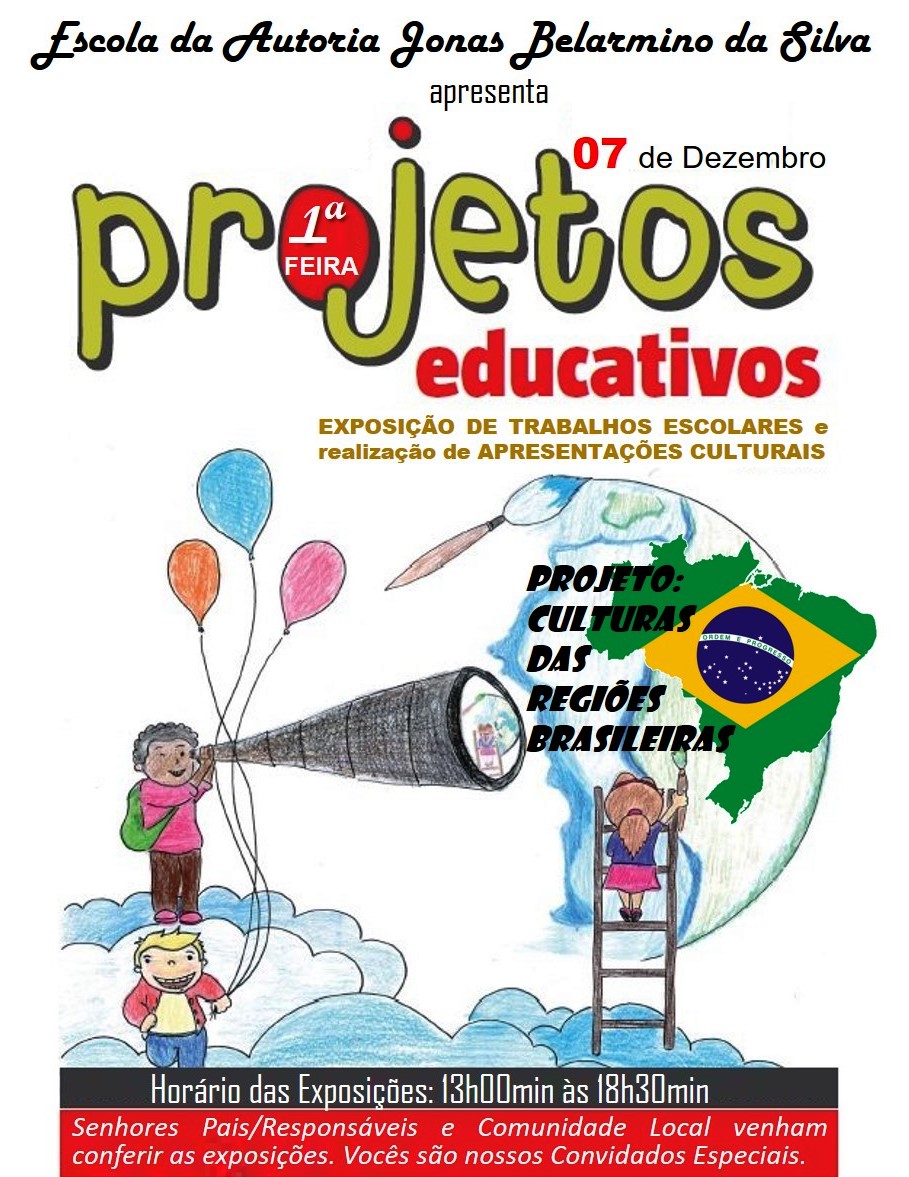 Escola da Autoria Jonas Belarmino da Silva
apresenta
07 de Dezembro
projetos
1ª
FEIRA
educativos
EXPOSIÇÃO DE TRABALHOS ESCOLARES e
realização de APRESENTAÇÕES CULTURAIS
PROJETO:
CULTURAS
DAS
REGIÕES
BRASILEIRAS
ORDEM E PROGRESSO
Horário das Exposições: 13h00min às 18h30min
Senhores Pais/Responsáveis e Comunidade Local venham
conferir as exposições. Vocês são nossos Convidados Especiais.